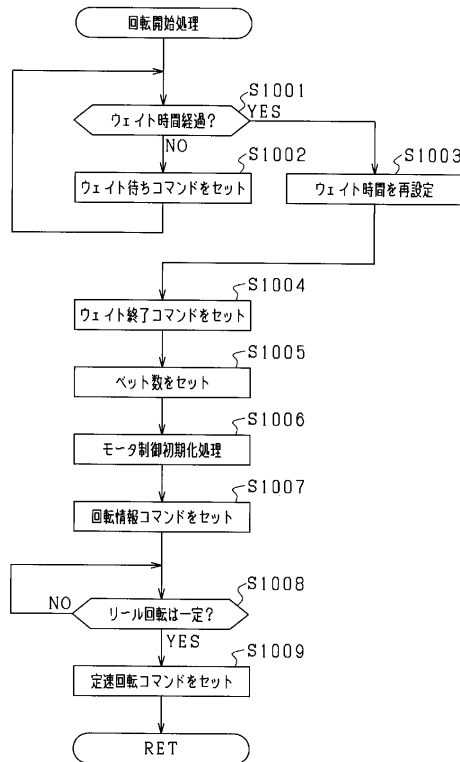 回転開始処理
S1001
ウェイト時間経過?
YES
NO
S1002
ウェイト待ちコマンドをセット
S1003
ウェイト時間を再設定
S1004
ウェイト終了コマンドをセット
S1005
ベット数をセット
S1006
モータ制御初期化処理
S1007
回転情報コマンドをセット
S1008
リール回転は一定?
NO
YES
S1009
定速回転コマンドをセット
RET